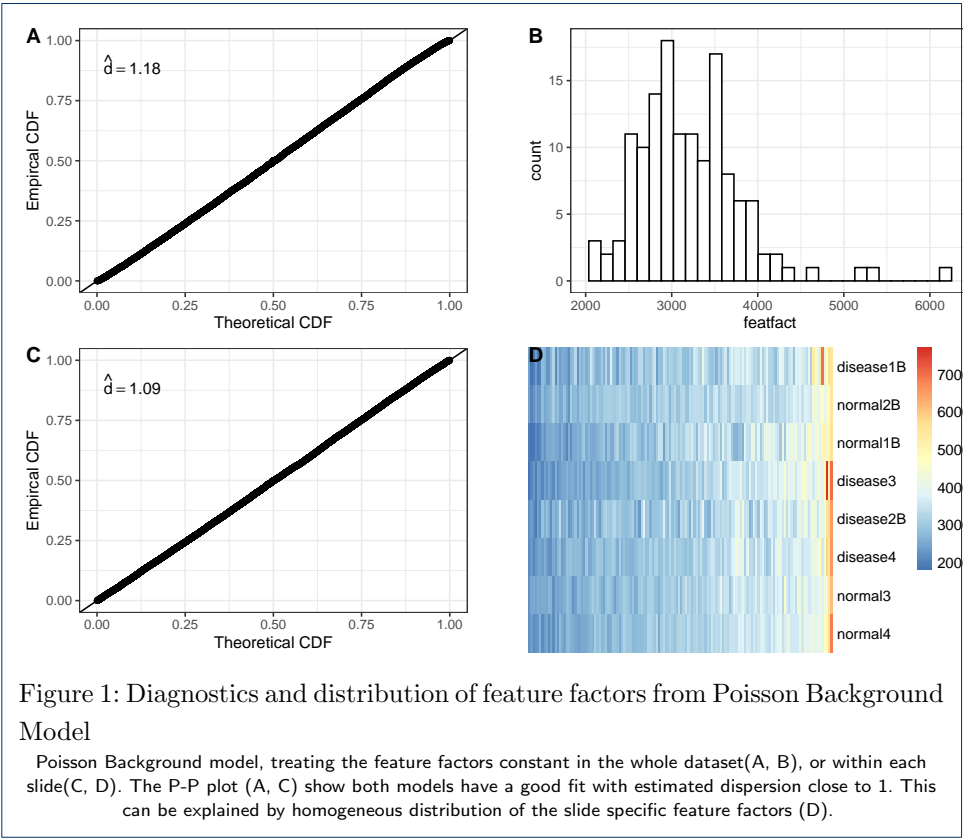 A
d̂ = 1.18
1.00
0.75
0.50
0.25
0.00
Empircal CDF
0.00 0.25 0.50 0.75 1.00
Theoretical CDF
B
15
10
5
0
count
2000 3000 4000 5000 6000
featfact
C
d̂ = 1.09
1.00
0.75
0.50
0.25
0.00
Empircal CDF
0.00 0.25 0.50 0.75 1.00
Theoretical CDF
D
disease1B
normal2B
normal1B
disease3
disease2B
disease4
normal3
normal4
700
600
500
400
300
200
Figure 1: Diagnostics and distribution of feature factors from Poisson Background
Model
Poisson Background model, treating the feature factors constant in the whole dataset(A, B), or within each
slide(C, D). The P-P plot (A, C) show both models have a good fit with estimated dispersion close to 1. This
can be explained by homogeneous distribution of the slide specific feature factors (D).